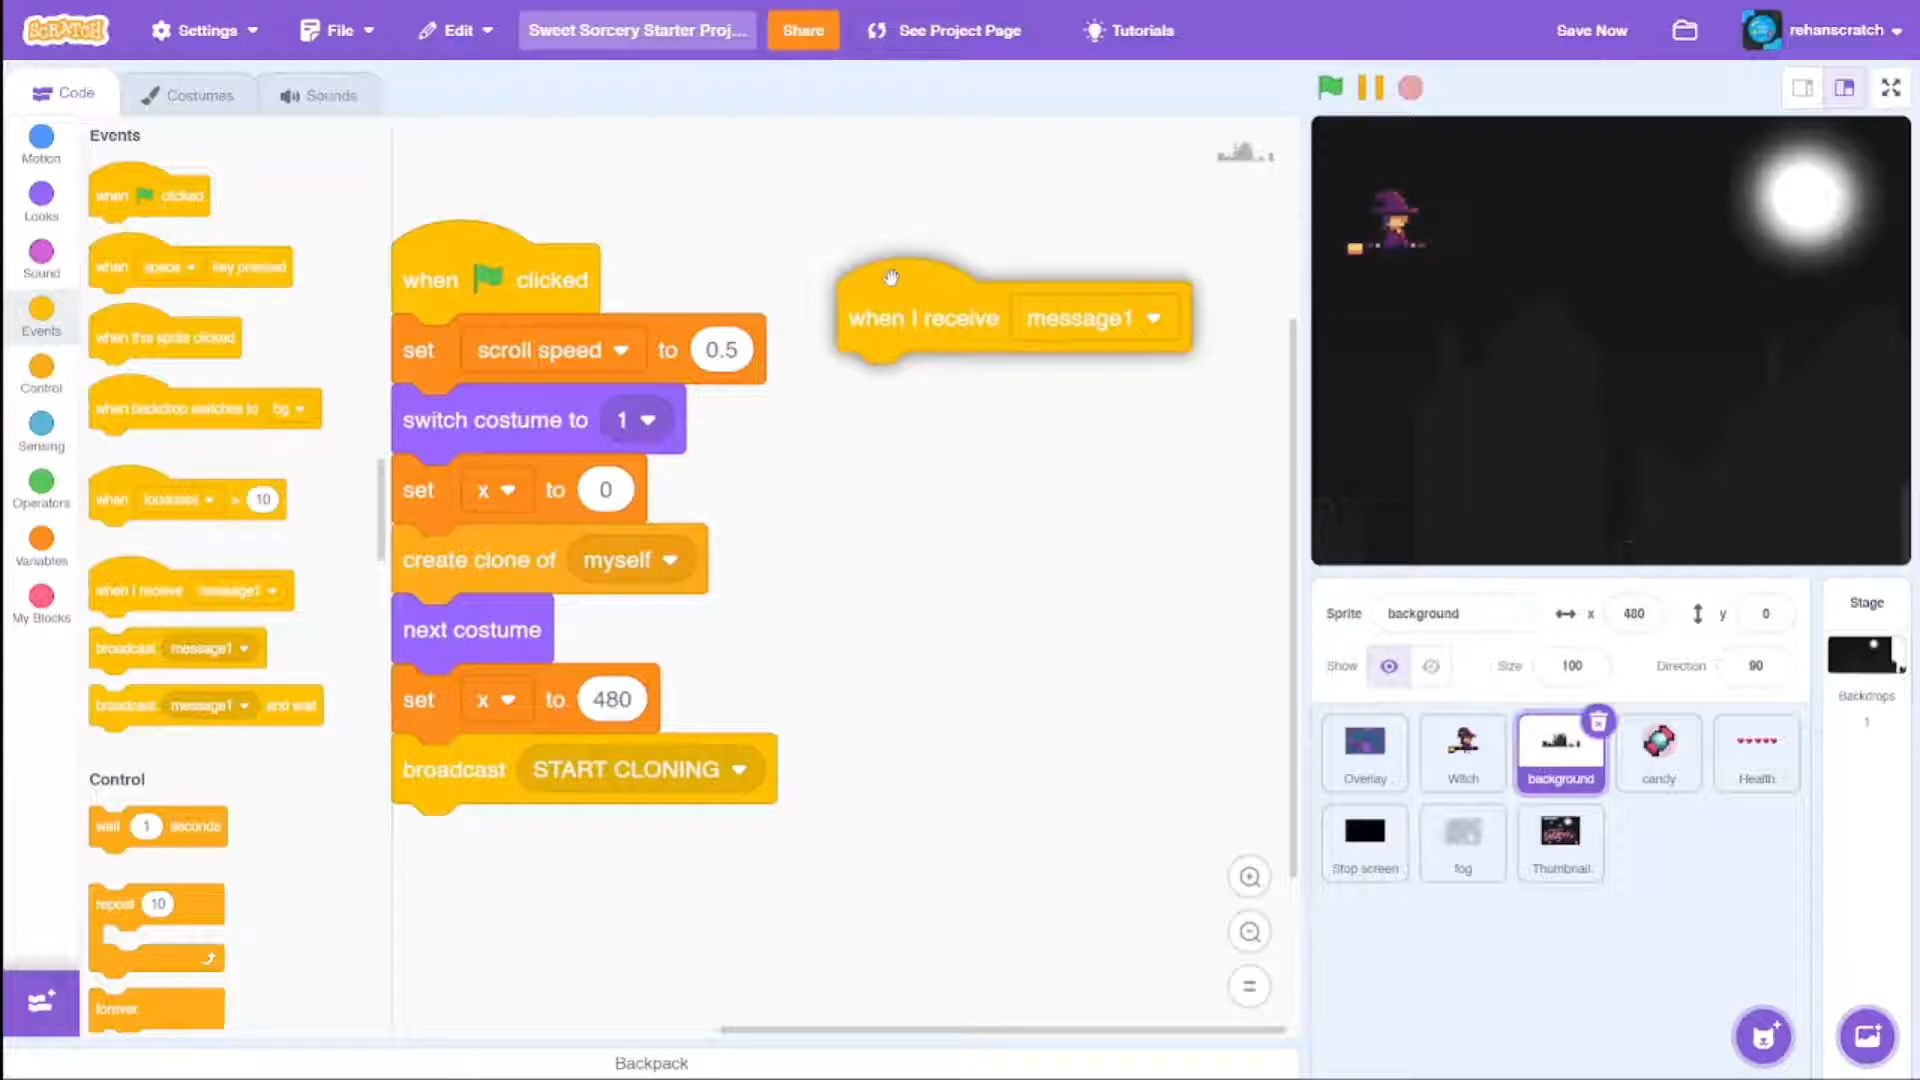 SCRATCH
Settings
File
Edit
Sweet Sorcery Starter Proj...
Share
See Project Page
Tutorials
Save Now
rehanscratch
Code
Costumes
Sounds
Motion
Looks
Sound
Events
Control
Sensing
Operators
Variables
My Blocks
Events
when clicked
when space key pressed
when this sprite clicked
when backdrop switches to bg
when loudness > 10
when I receive message1
broadcast message1
broadcast message1 and wait
Control
wait 1 seconds
repeat 10
forever
when clicked
set scroll speed to 0.5
switch costume to 1
set x to 0
create clone of myself
next costume
set x to 480
broadcast START CLONING
when I receive message1
Backpack
Sprite background x 480 y 0
Show Size 100 Direction 90
Overlay
Witch
background
candy
Health
Stop screen
fog
Thumbnail
Stage
Backdrops
1